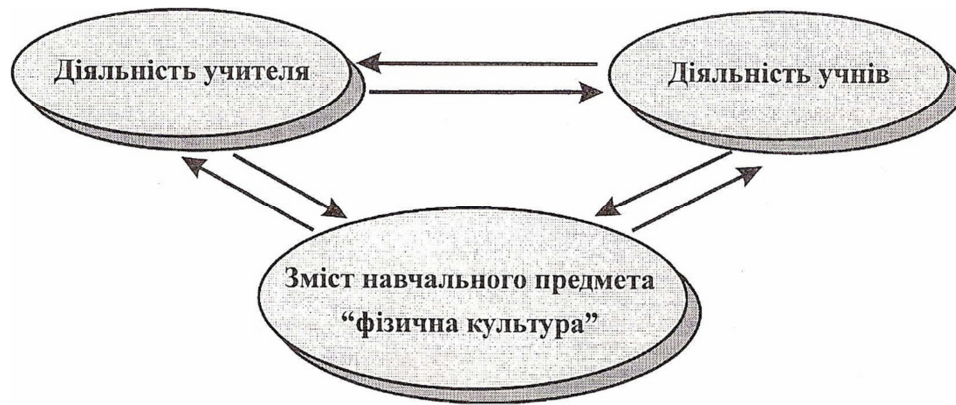 Діяльність учителя
Діяльність учнів
Зміст навчального предмета
“фізична культура”